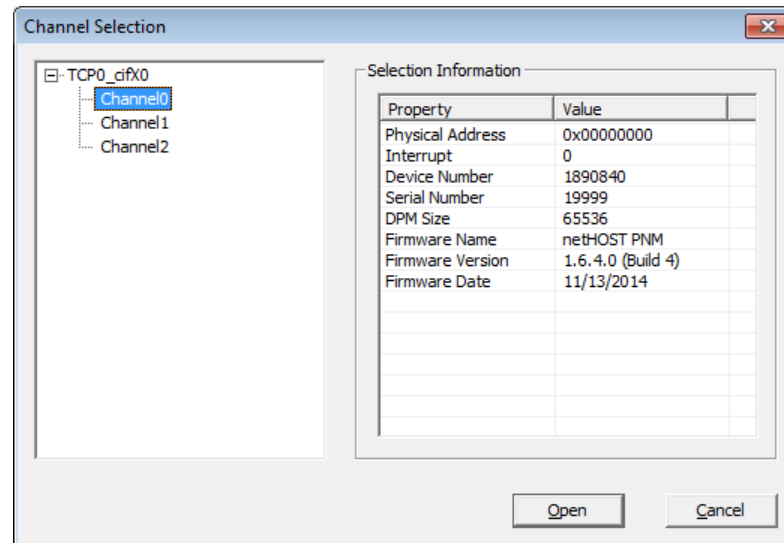 Channel Selection
TCP0_cifX0
Channel0
Channel1
Channel2
Selection Information
Property Value
Physical Address 0x00000000
Interrupt 0
Device Number 1890840
Serial Number 19999
DPM Size 65536
Firmware Name netHOST PNM
Firmware Version 1.6.4.0 (Build 4)
Firmware Date 11/13/2014
Open Cancel